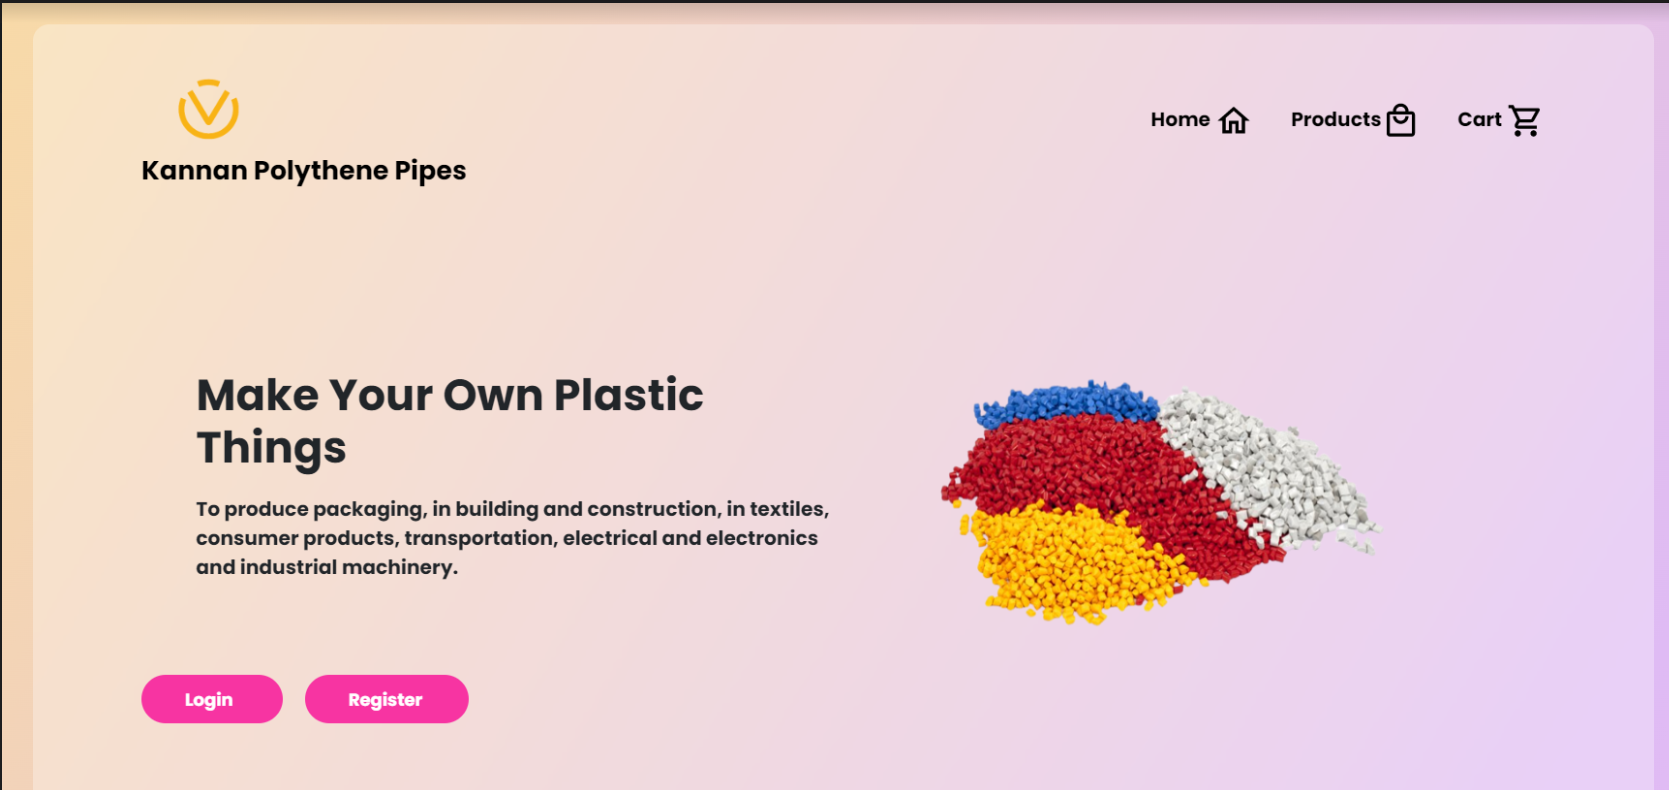 Home
Products
Cart
Kannan Polythene Pipes
Make Your Own Plastic
Things
To produce packaging, in building and construction, in textiles,
consumer products, transportation, electrical and electronics
and industrial machinery.
Login
Register